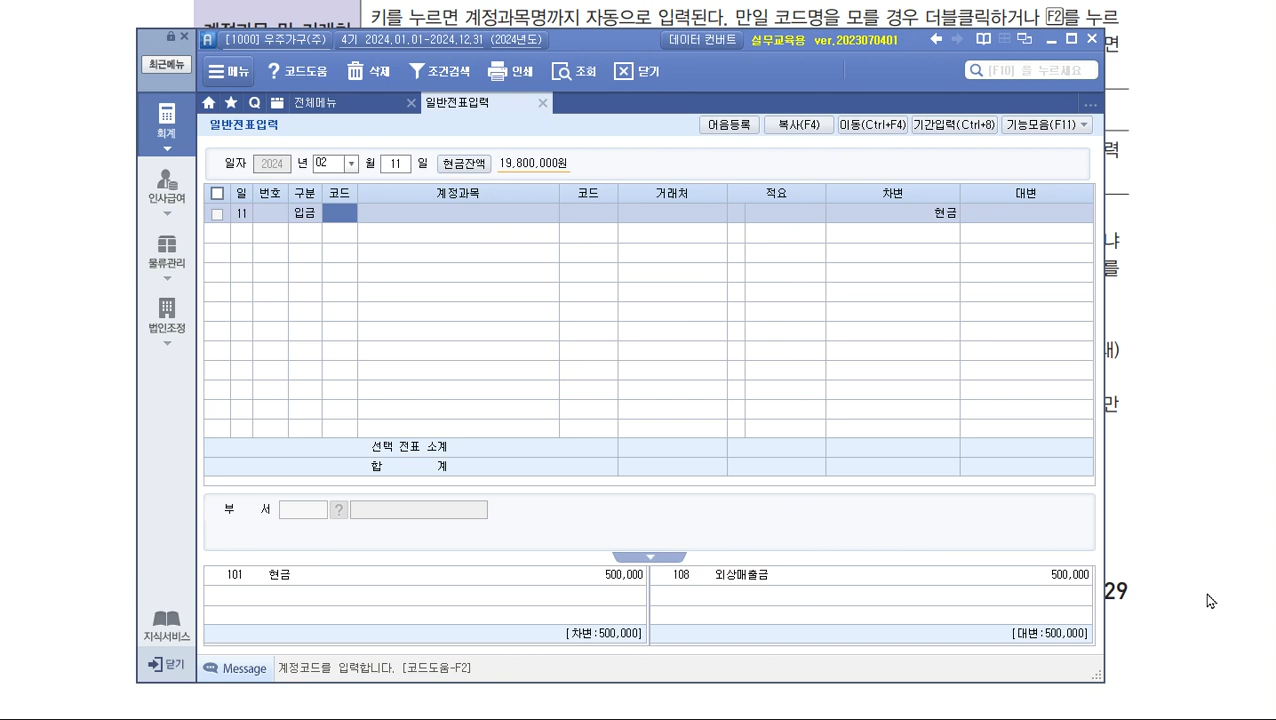 키를 누르면 계정과목명까지 자동으로 입력된다. 만일 코드명을 모를 경우 더블클릭하거나 F2를 누르
면
[1000] 우주가구(주) 4기 2024.01.01-2024.12.31 (2024년도) 데이터 컨버트 실무교육용 ver.2023070401
최근메뉴
메뉴 ? 코드도움 삭제 조건검색 인쇄 조회 닫기 [F10] 을 누르세요
전체메뉴 일반전표입력 ...
일반전표입력 어음등록 복사(F4) 이동(Ctrl+F4) 기간입력(Ctrl+8) 기능모음(F11)
회계
력
일자 2024 년 02 월 11 일 현금잔액 19,800,000원
일 번호 구분 코드 계정과목 코드 거래처 적요 차변 대변
11 입금 현금
인사급여
냐
물류관리
를
법인조정
만
선택 전표 소계
합 계
부 서 ?
101 현금 500,000 108 외상매출금 500,000
29
지식서비스
[차변:500,000] [대변:500,000]
닫기
Message 계정코드를 입력합니다. [코드도움-F2]